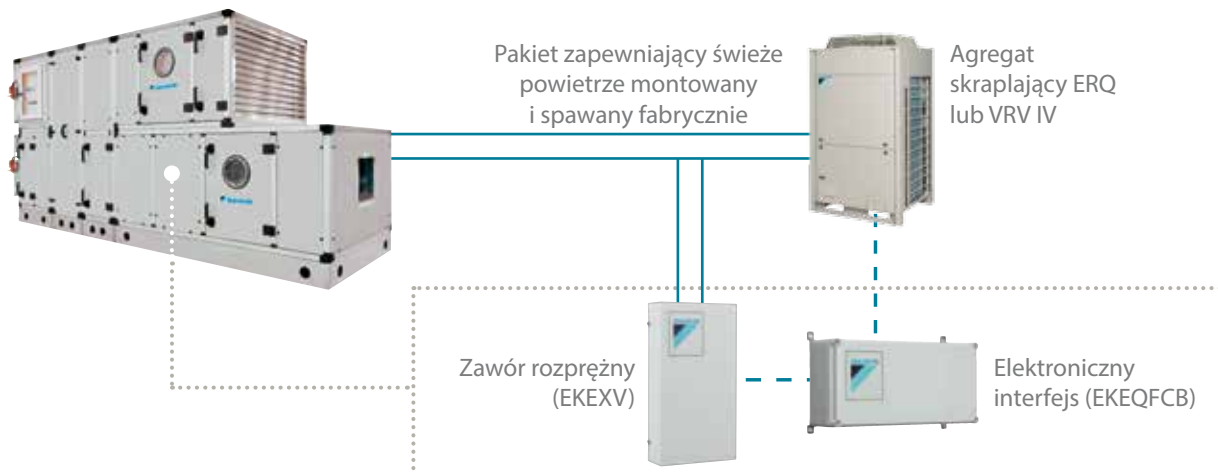 Pakiet zapewniający świeże
powietrze montowany
i spawany fabrycznie
Agregat
skraplający ERQ
lub VRV IV
Zawór rozprężny
(EKEXV)
Elektroniczny
interfejs (EKEQFCB)